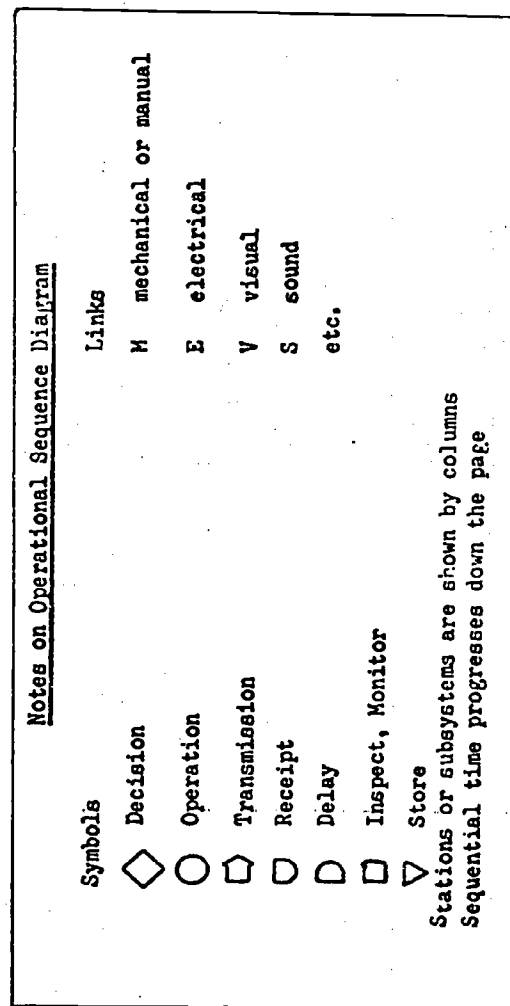 Notes on Operational Sequence Diagram
Symbols Links
Decision M mechanical or manual
Operation E electrical
Transmission V visual
Receipt S sound
Delay etc.
Inspect, Monitor
Store
Stations or subsystems are shown by columns
Sequential time progresses down the page